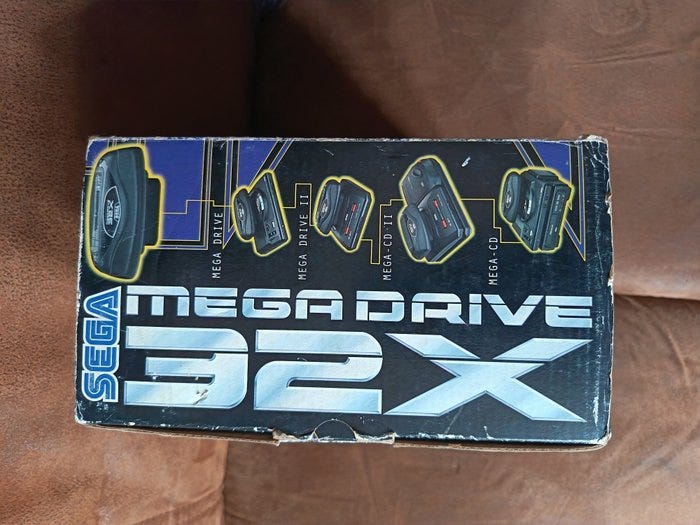 MEGA DRIVE
MEGA DRIVE II
MEGA-CD II
MEGA-CD
SEGA
MEGA DRIVE
32X